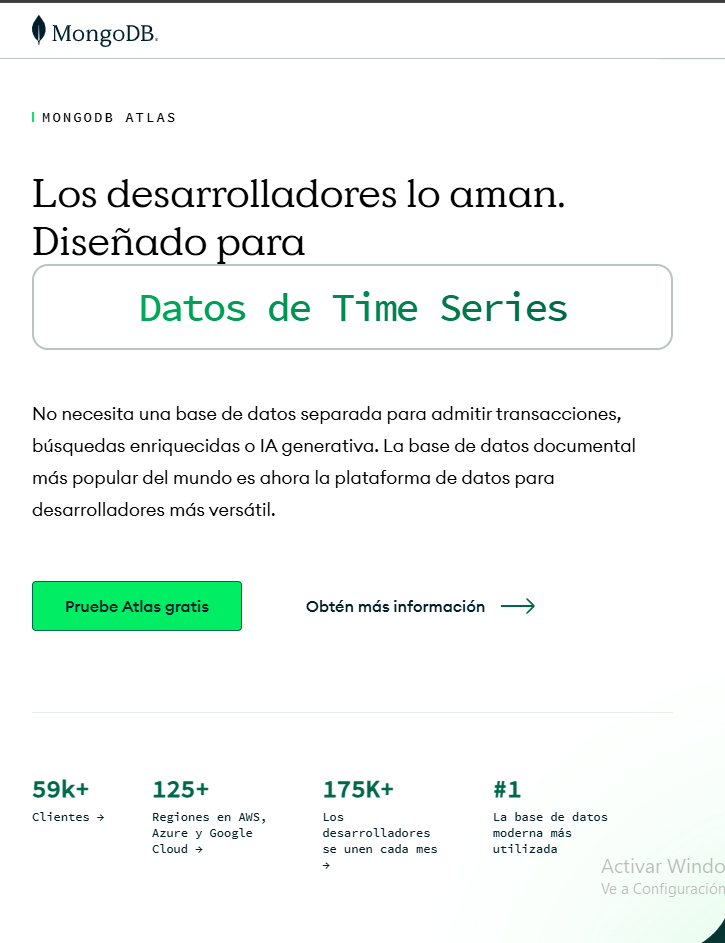 MongoDB.
MONGODB ATLAS
Los desarrolladores lo aman.
Diseñado para
Datos de Time Series
No necesita una base de datos separada para admitir transacciones,
búsquedas enriquecidas o IA generativa. La base de datos documental
más popular del mundo es ahora la plataforma de datos para
desarrolladores más versátil.
Pruebe Atlas gratis
Obtén más información →
59k+
Clientes →
125+
Regiones en AWS,
Azure y Google
Cloud →
175K+
Los
desarrolladores
se unen cada mes
→
#1
La base de datos
moderna más
utilizada
Activar Windo
Ve a Configuración